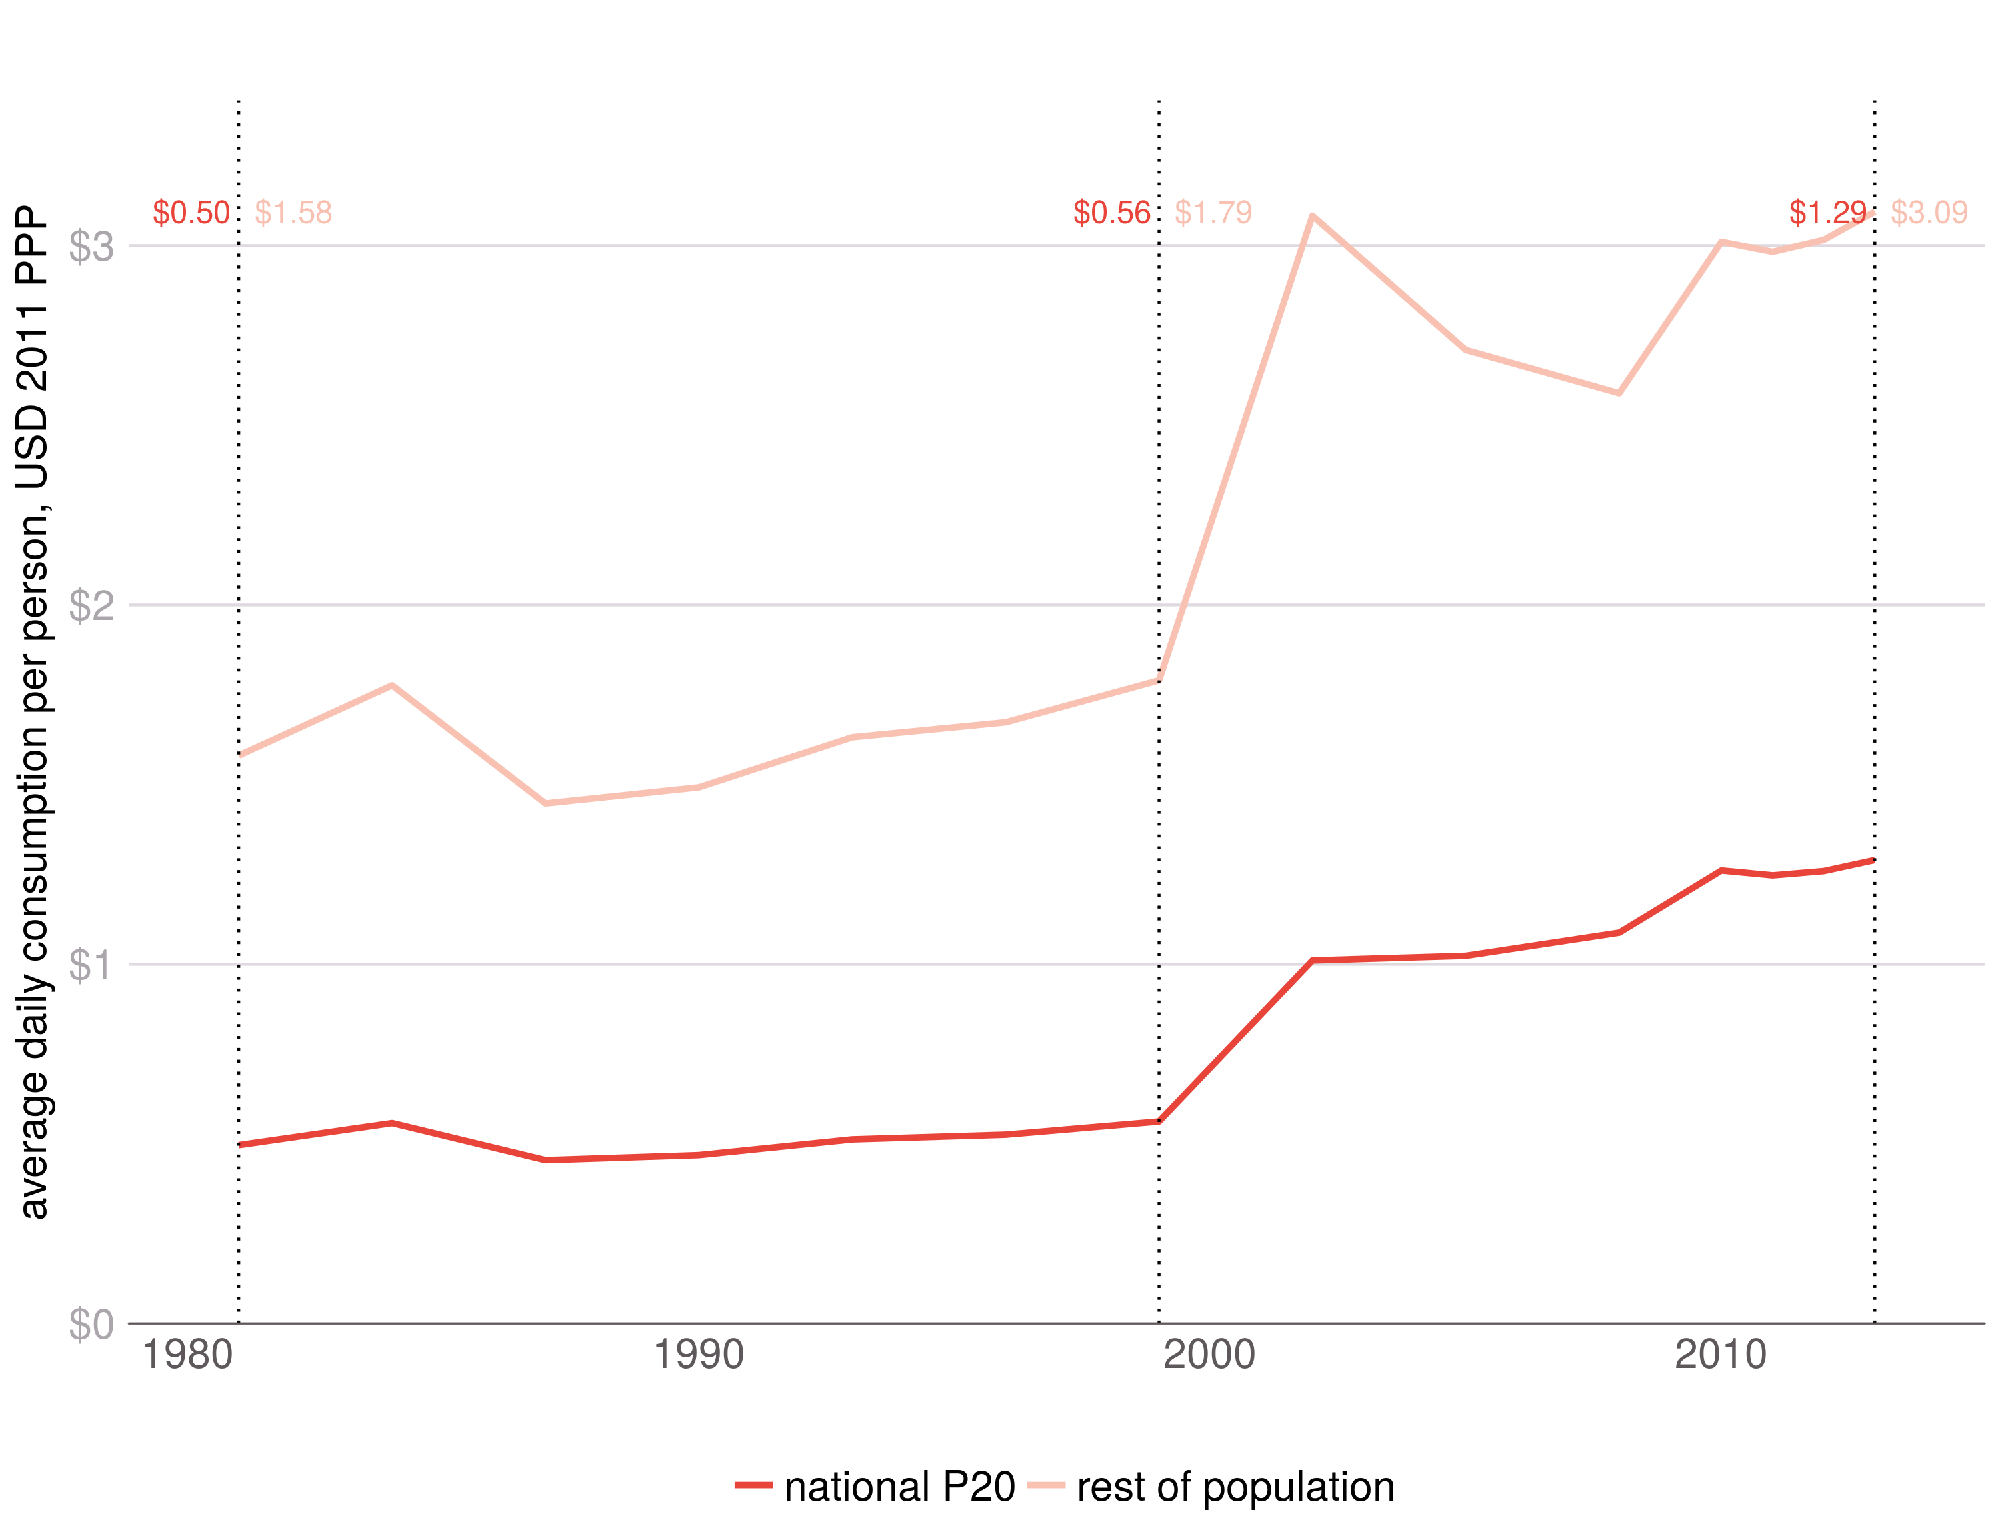 average daily consumption per person, USD 2011 PPP
$0.50 $1.58 $0.56 $1.79 $1.29 $3.09
$3
$2
$1
$0
1980 1990 2000 2010
national P20 rest of population